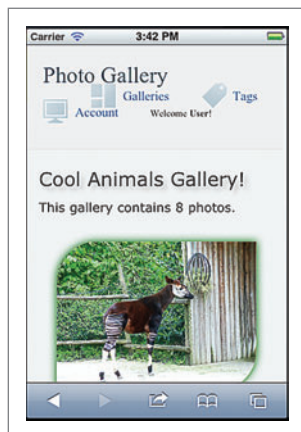 Carrier 3:42 PM
Photo Gallery
Galleries Tags
Account Welcome User!
Cool Animals Gallery!
This gallery contains 8 photos.